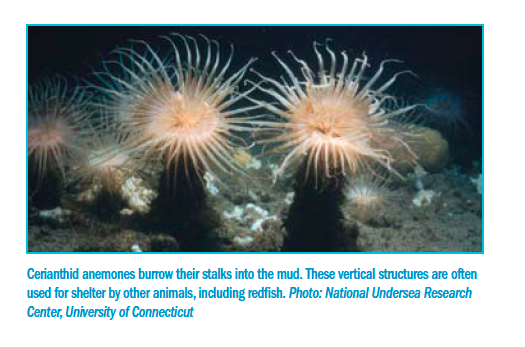 Cerianthid anemones burrow their stalks into the mud. These vertical structures are often
used for shelter by other animals, including redfish. Photo: National Undersea Research
Center, University of Connecticut